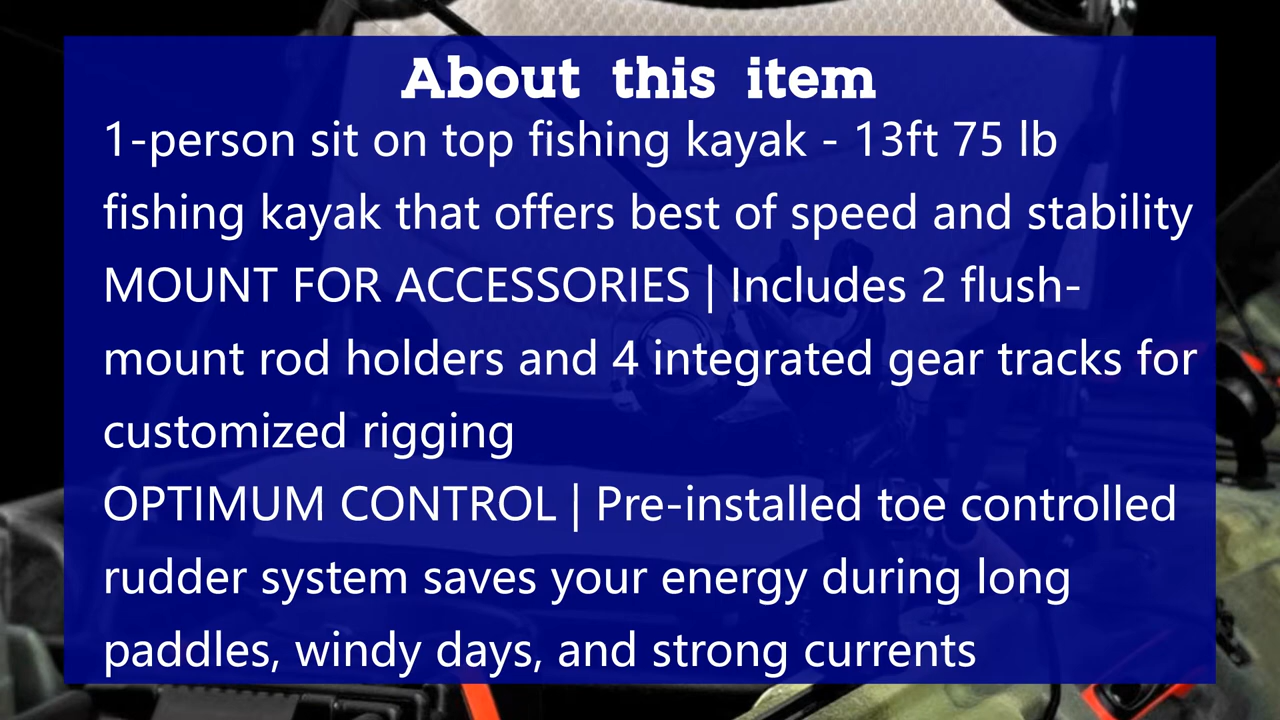 About this item
1-person sit on top fishing kayak - 13ft 75 lb
fishing kayak that offers best of speed and stability
MOUNT FOR ACCESSORIES | Includes 2 flush-
mount rod holders and 4 integrated gear tracks for
customized rigging
OPTIMUM CONTROL | Pre-installed toe controlled
rudder system saves your energy during long
paddles, windy days, and strong currents